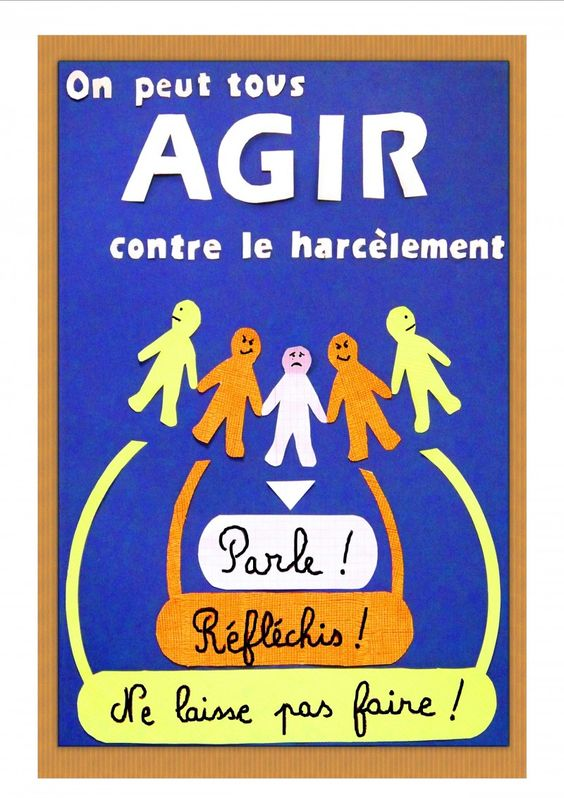 On peut tous
AGIR
contre le harcèlement
Parle !
Réfléchis !
Ne laisse pas faire !